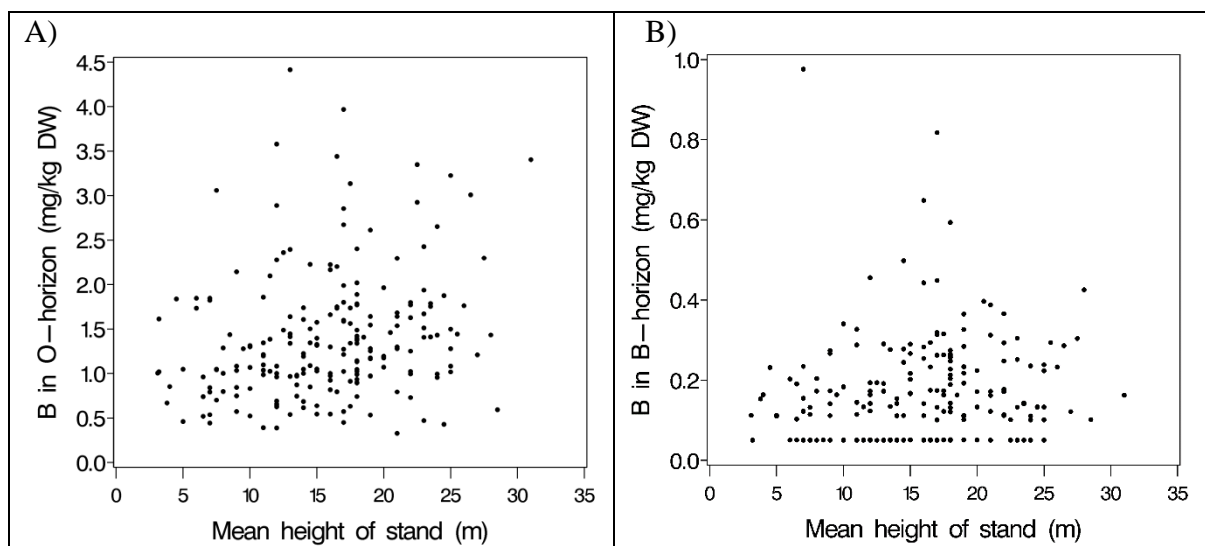 A)
B in O-horizon (mg/kg DW)
4.5
4.0
3.5
3.0
2.5
2.0
1.5
1.0
0.5
0.0
0 5 10 15 20 25 30 35
Mean height of stand (m)
B)
B in B-horizon (mg/kg DW)
1.0
0.8
0.6
0.4
0.2
0.0
0 5 10 15 20 25 30 35
Mean height of stand (m)